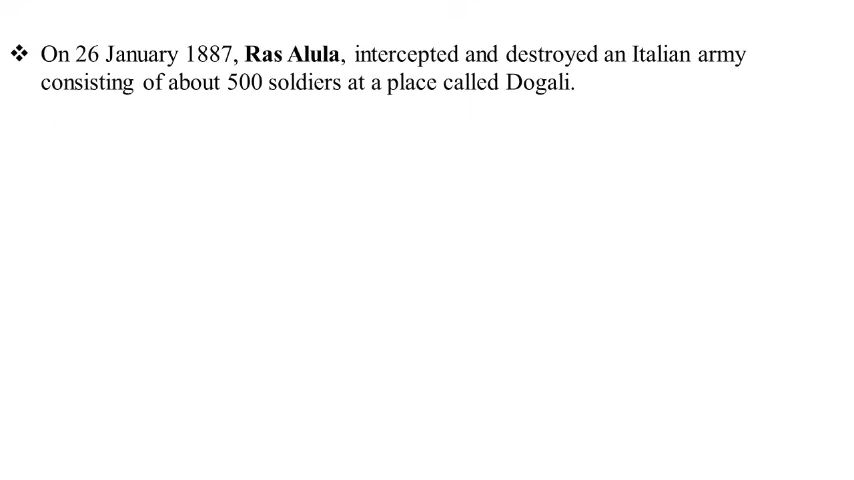 ❖ On 26 January 1887, Ras Alula, intercepted and destroyed an Italian army
consisting of about 500 soldiers at a place called Dogali.